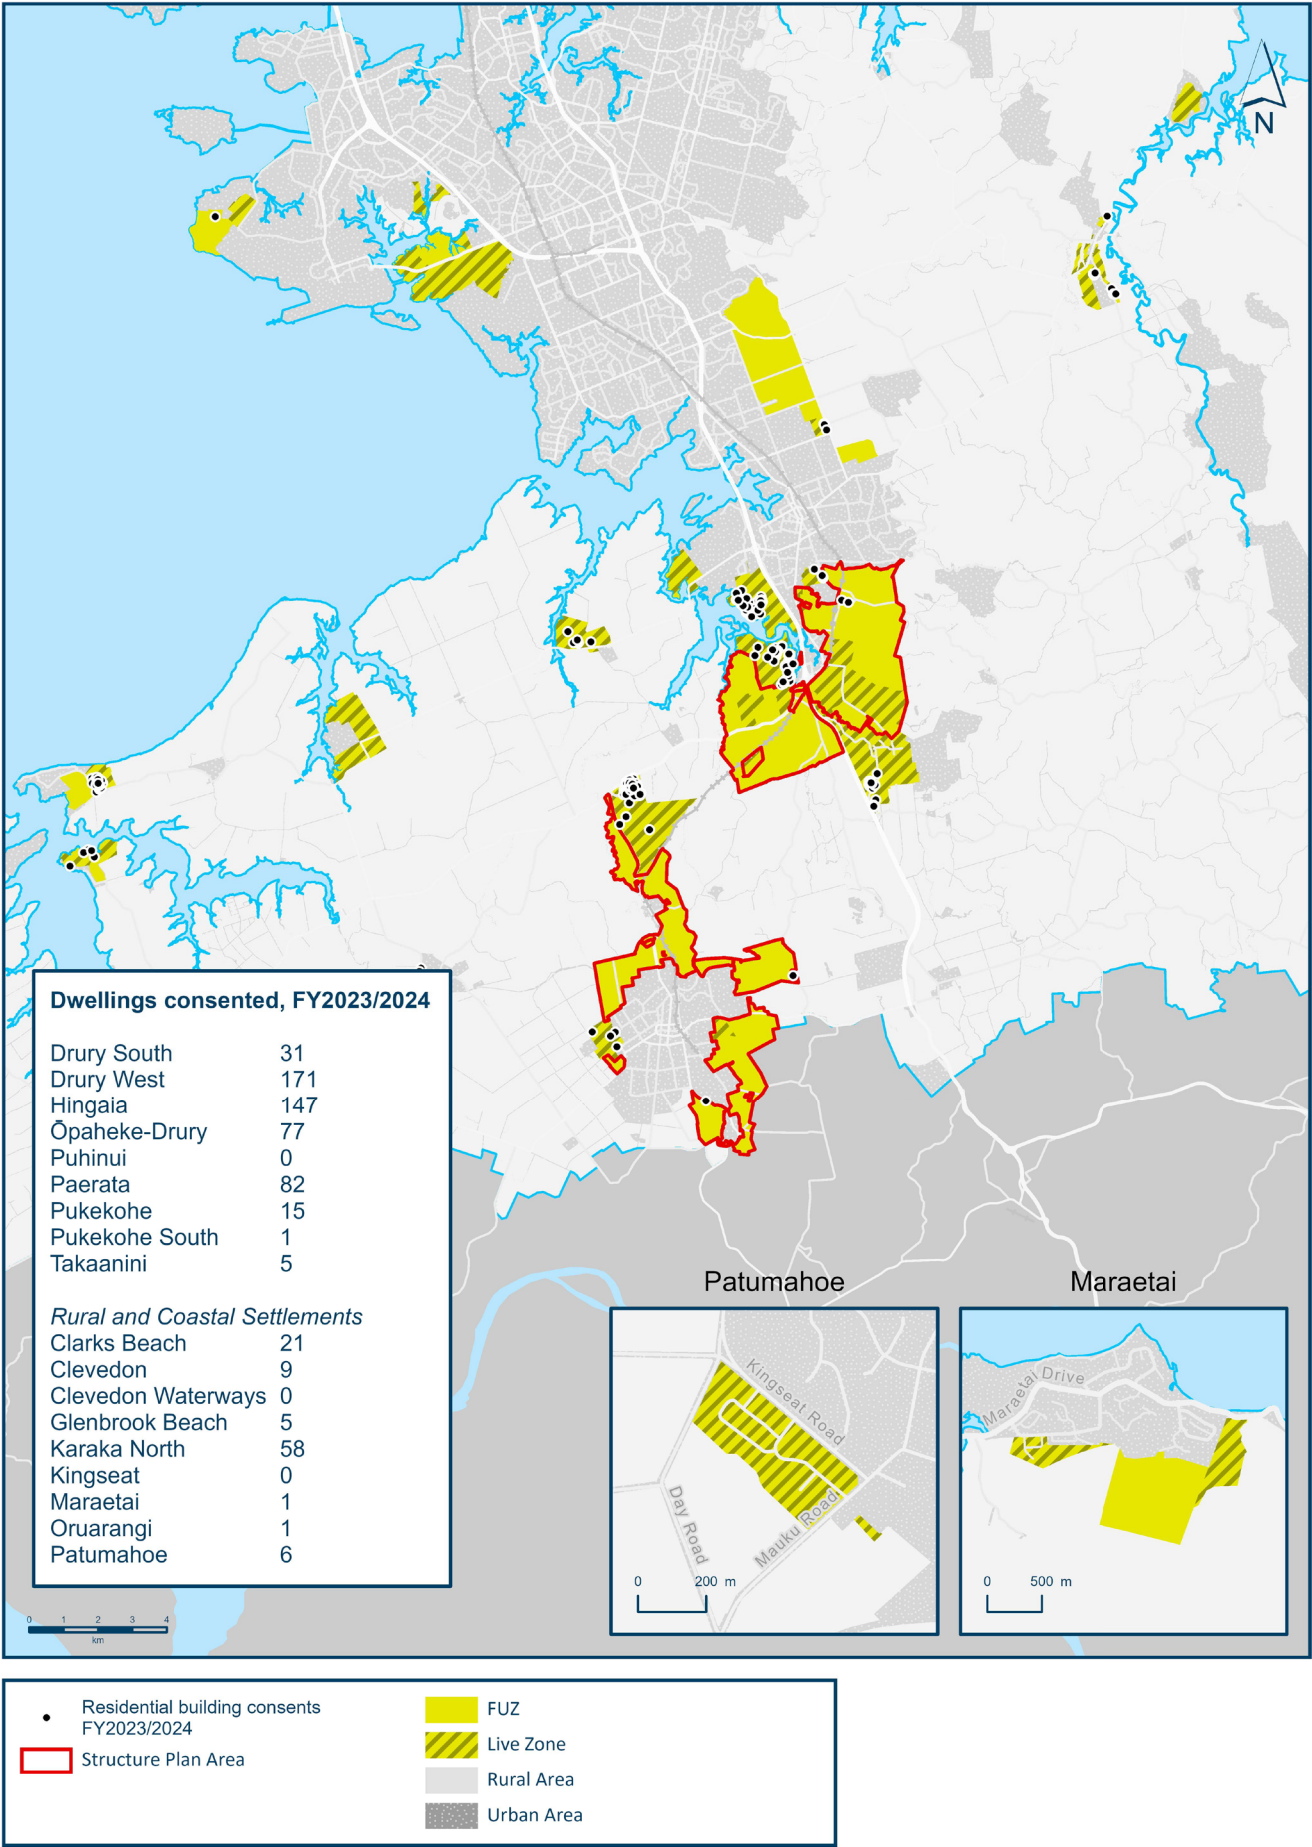 N
Dwellings consented, FY2023/2024
Drury South 31
Drury West 171
Hingaia 147
Ōpaheke-Drury 77
Puhinui 0
Paerata 82
Pukekohe 15
Pukekohe South 1
Takaanini 5
Rural and Coastal Settlements
Clarks Beach 21
Clevedon 9
Clevedon Waterways 0
Glenbrook Beach 5
Karaka North 58
Kingseat 0
Maraetai 1
Oruarangi 1
Patumahoe 6
0 1 2 3 4
km
Patumahoe
Kingseat Road
Day Road
Mauku Road
0 200 m
Maraetai
Maraetai Drive
0 500 m
Residential building consents
FY2023/2024
Structure Plan Area
FUZ
Live Zone
Rural Area
Urban Area